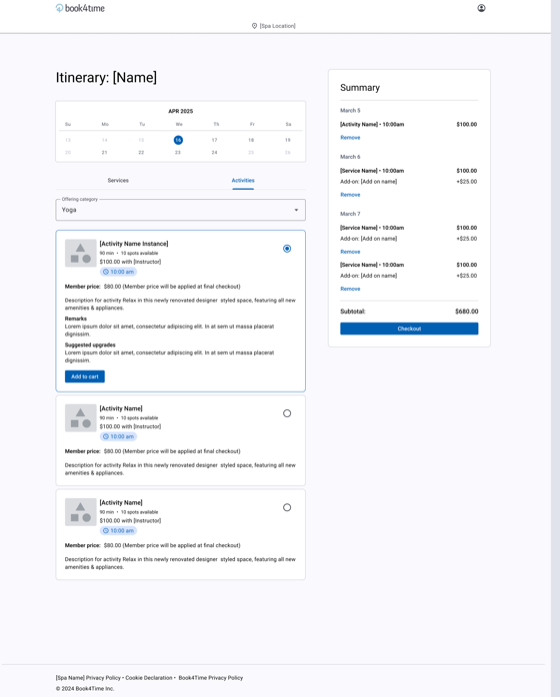 book4time
[Spa Location]
Itinerary: [Name]
APR 2025
Su Mo Tu We Th Fr Sa
13 14 15 16 17 18 19
20 21 22 23 24 25 26
Services Activities
Offering category
Yoga
[Activity Name Instance]
90 min • 10 spots available
$100.00 with [Instructor]
10:00 am
Member price: $80.00 (Member price will be applied at final checkout)
Description for activity Relax in this newly renovated designer styled space, featuring all new
amenities & appliances.
Remarks
Lorem ipsum dolor sit amet, consectetur adipiscing elit. In at sem ut massa placerat
dignissim.
Suggested upgrades
Lorem ipsum dolor sit amet, consectetur adipiscing elit. In at sem ut massa placerat
dignissim.
Add to cart
[Activity Name]
90 min • 10 spots available
$100.00 with [Instructor]
10:00 am
Member price: $80.00 (Member price will be applied at final checkout)
Description for activity Relax in this newly renovated designer styled space, featuring all new
amenities & appliances.
[Activity Name]
90 min • 10 spots available
$100.00 with [Instructor]
10:00 am
Member price: $80.00 (Member price will be applied at final checkout)
Description for activity Relax in this newly renovated designer styled space, featuring all new
amenities & appliances.
Summary
March 5
[Activity Name] • 10:00am $100.00
Remove
March 6
[Service Name] • 10:00am $100.00
Add-on: [Add on name] +$25.00
Remove
March 7
[Service Name] • 10:00am $100.00
Add-on: [Add on name] +$25.00
Remove
[Service Name] • 10:00am $100.00
Add-on: [Add on name] +$25.00
Remove
Subtotal: $680.00
Checkout
[Spa Name] Privacy Policy • Cookie Declaration • Book4Time Privacy Policy
© 2024 Book4Time Inc.